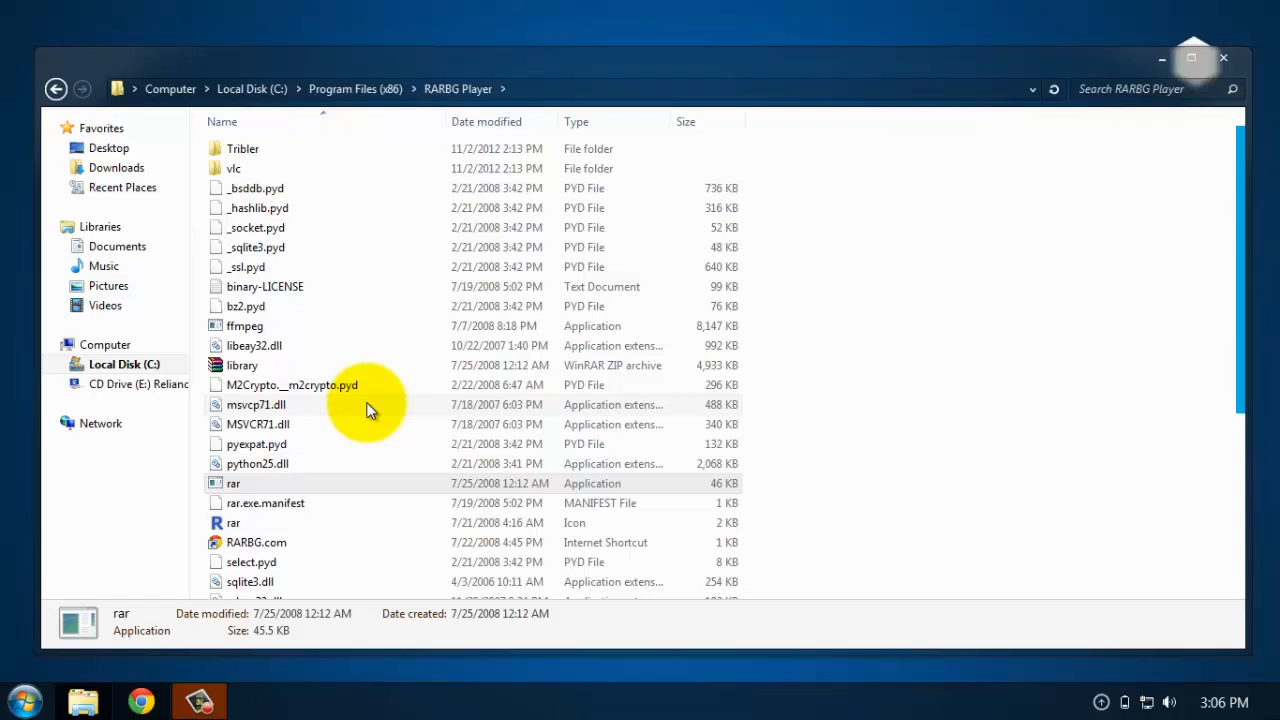 Computer Local Disk (C:) Program Files (x86) RARBG Player Search RARBG Player
Name Date modified Type Size
Favorites
Desktop
Downloads
Recent Places
Libraries
Documents
Music
Pictures
Videos
Computer
Local Disk (C:)
CD Drive (E:) Relianc
Network
Tribler 11/2/2012 2:13 PM File folder
vlc 11/2/2012 2:13 PM File folder
_bsddb.pyd 2/21/2008 3:42 PM PYD File 736 KB
_hashlib.pyd 2/21/2008 3:42 PM PYD File 316 KB
_socket.pyd 2/21/2008 3:42 PM PYD File 52 KB
_sqlite3.pyd 2/21/2008 3:42 PM PYD File 48 KB
_ssl.pyd 2/21/2008 3:42 PM PYD File 640 KB
binary-LICENSE 7/19/2008 5:02 PM Text Document 99 KB
bz2.pyd 2/21/2008 3:42 PM PYD File 76 KB
ffmpeg 7/7/2008 8:18 PM Application 8,147 KB
libeay32.dll 10/22/2007 1:40 PM Application extens... 992 KB
library 7/25/2008 12:12 AM WinRAR ZIP archive 4,933 KB
M2Crypto.__m2crypto.pyd 2/22/2008 6:47 AM PYD File 296 KB
msvcp71.dll 7/18/2007 6:03 PM Application extens... 488 KB
MSVCR71.dll 7/18/2007 6:03 PM Application extens... 340 KB
pyexpat.pyd 2/21/2008 3:42 PM PYD File 132 KB
python25.dll 2/21/2008 3:41 PM Application extens... 2,068 KB
rar 7/25/2008 12:12 AM Application 46 KB
rar.exe.manifest 7/19/2008 5:02 PM MANIFEST File 1 KB
rar 7/21/2008 4:16 AM Icon 2 KB
RARBG.com 7/22/2008 4:45 PM Internet Shortcut 1 KB
select.pyd 2/21/2008 3:42 PM PYD File 8 KB
sqlite3.dll 4/3/2006 10:11 AM Application extens... 254 KB
rar Date modified: 7/25/2008 12:12 AM Date created: 7/25/2008 12:12 AM
Application Size: 45.5 KB
3:06 PM